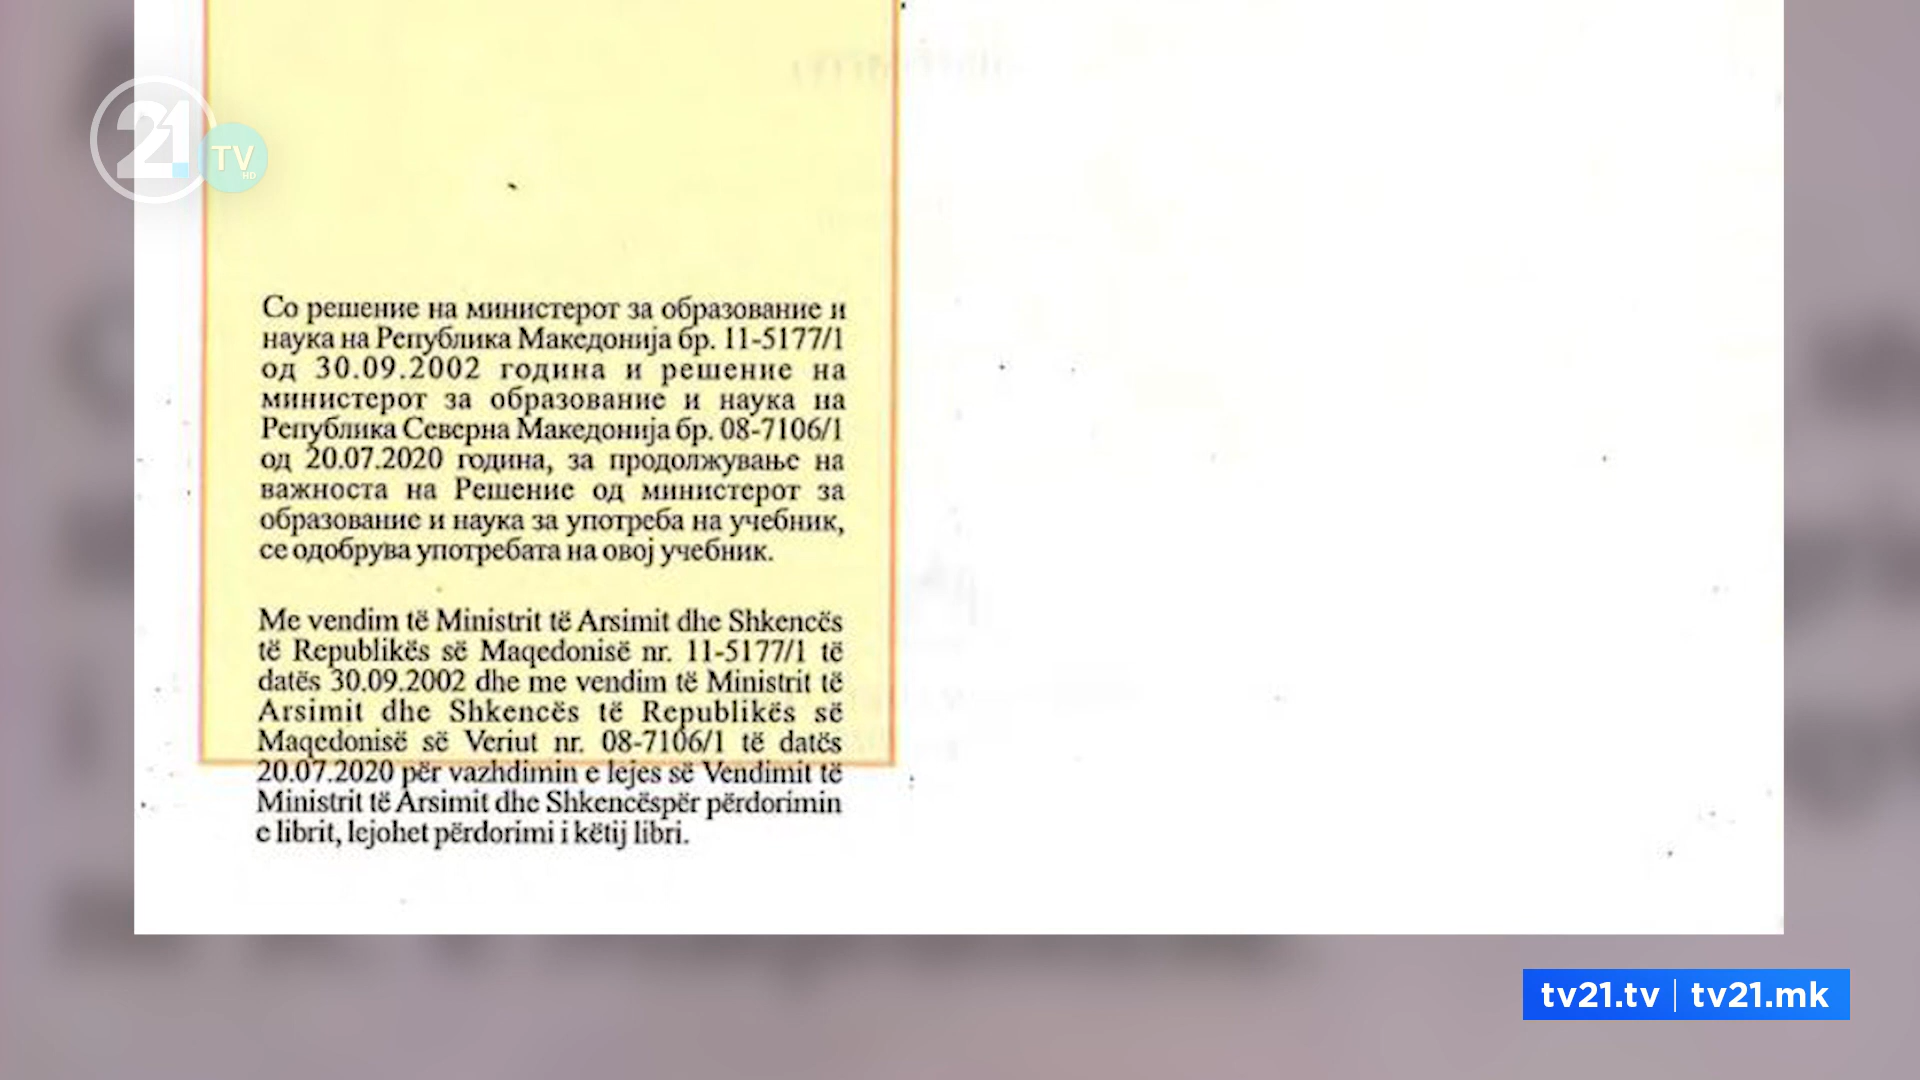 21
TV
HD
Со решение на министерот за образование и
наука на Република Македонија бр. 11-5177/1
од 30.09.2002 година и решение на
министерот за образование и наука на
Република Северна Македонија бр. 08-7106/1
од 20.07.2020 година, за продолжување на
важноста на Решение од министерот за
образование и наука за употреба на учебник,
се одобрува употребата на овој учебник.
Me vendim të Ministrit të Arsimit dhe Shkencës
të Republikës së Maqedonisë nr. 11-5177/1 të
datës 30.09.2002 dhe me vendim të Ministrit të
Arsimit dhe Shkencës të Republikës së
Maqedonisë së Veriut nr. 08-7106/1 të datës
20.07.2020 për vazhdimin e lejes së Vendimit të
Ministrit të Arsimit dhe Shkencëspër përdorimin
e librit, lejohet përdorimi i këtij libri.
tv21.tv | tv21.mk